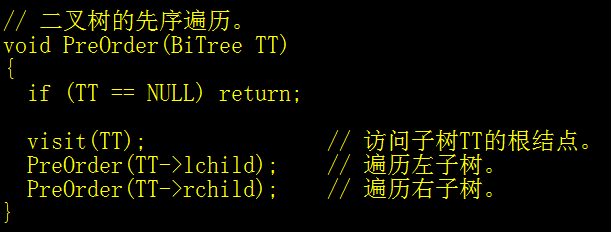 // 二叉树的先序遍历。
void PreOrder(BiTree TT)
{
  if (TT == NULL) return;

  visit(TT);               // 访问子树TT的根结点。
  PreOrder(TT->lchild);    // 遍历左子树。
  PreOrder(TT->rchild);    // 遍历右子树。
}